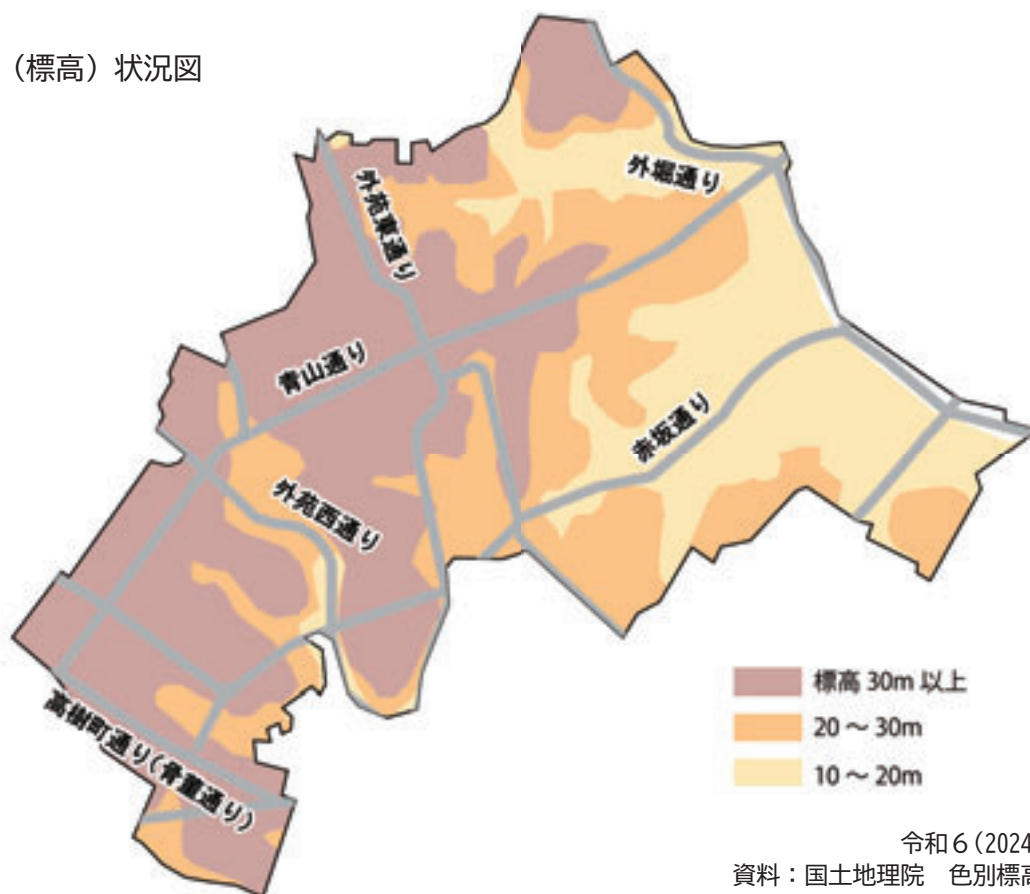 （標高）状況図
外堀通り
外苑東通り
青山通り
赤坂通り
外苑西通り
高樹町通り（骨董通り）
標高 30m 以上
20 ～ 30m
10 ～ 20m
令和６(2024
資料：国土地理院　色別標高